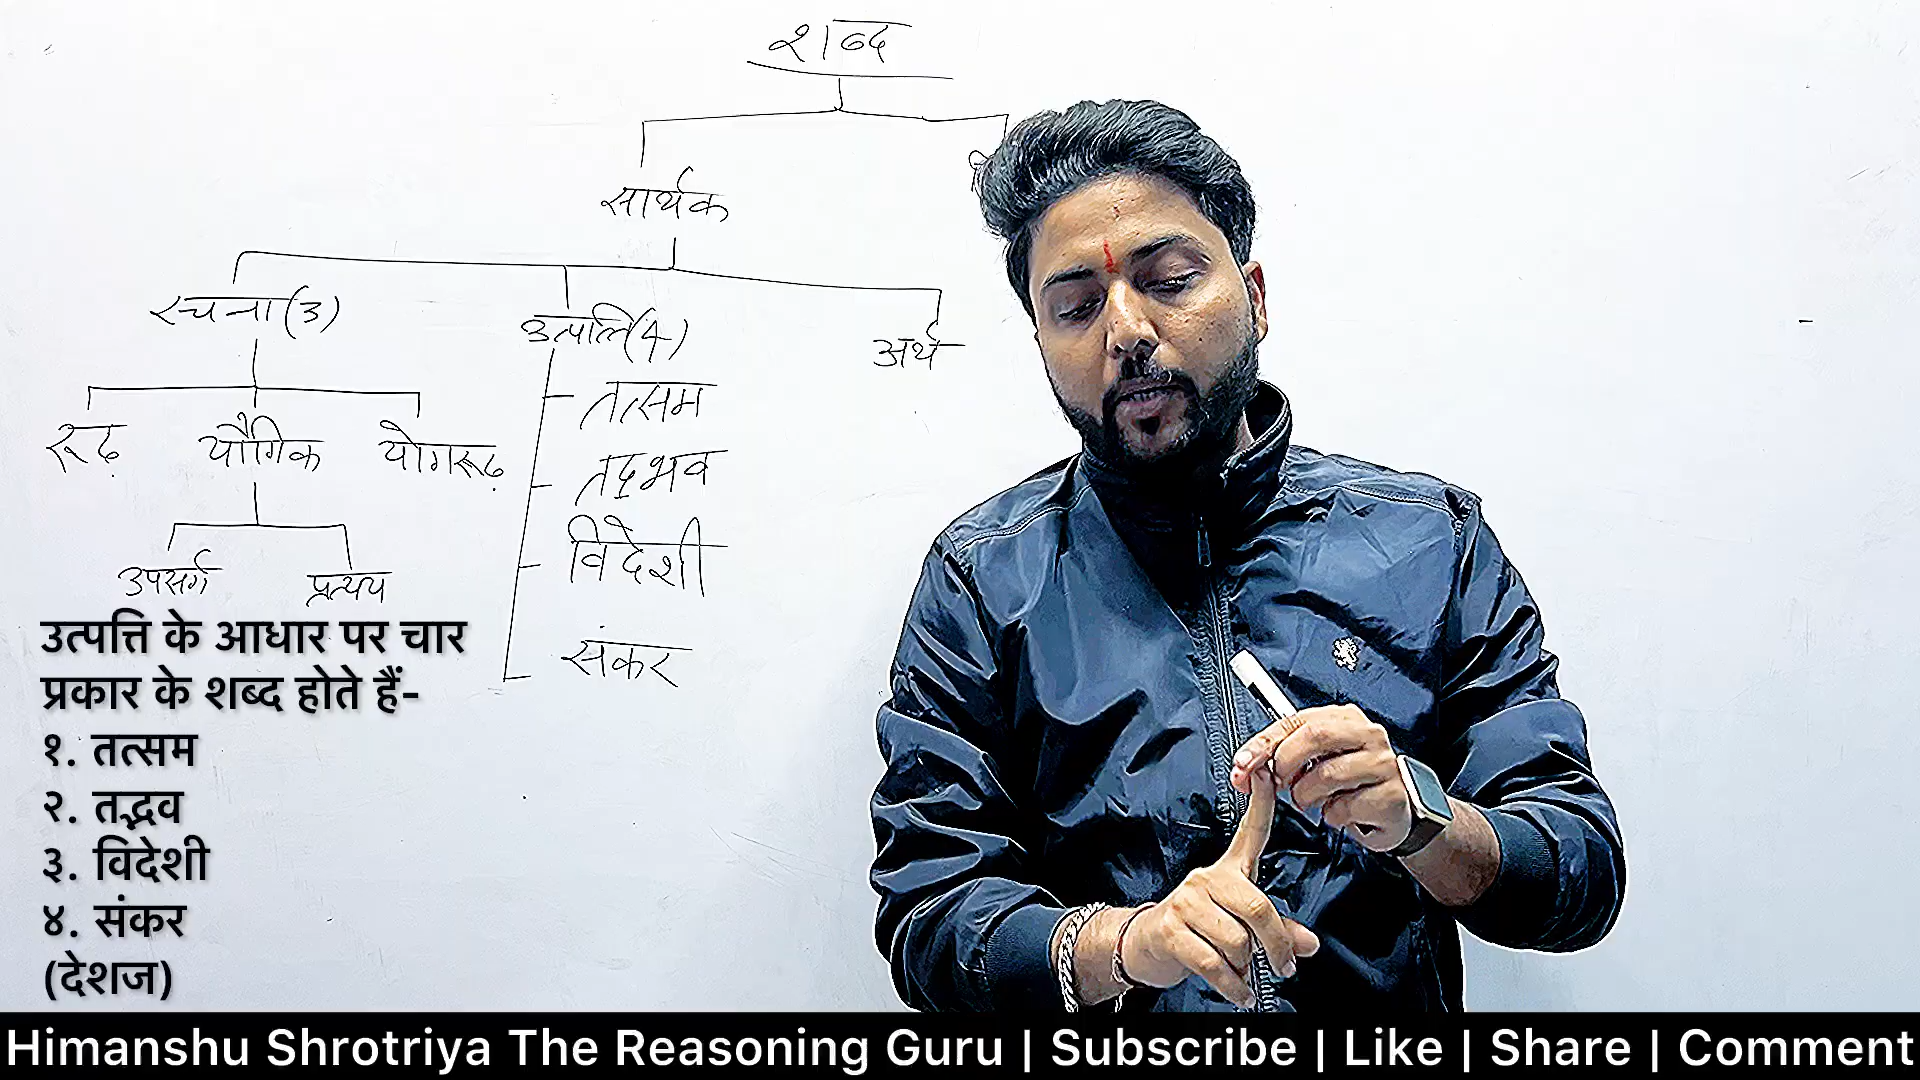 शब्द
सार्थक
रचना(3) उत्पत्ति(4) अर्थ
रूढ़ यौगिक योगरूढ़
उपसर्ग प्रत्यय
तत्सम
तद्भव
विदेशी
संकर
उत्पत्ति के आधार पर चार
प्रकार के शब्द होते हैं-
१. तत्सम
२. तद्भव
३. विदेशी
४. संकर
(देशज)
Himanshu Shrotriya The Reasoning Guru | Subscribe | Like | Share | Comment